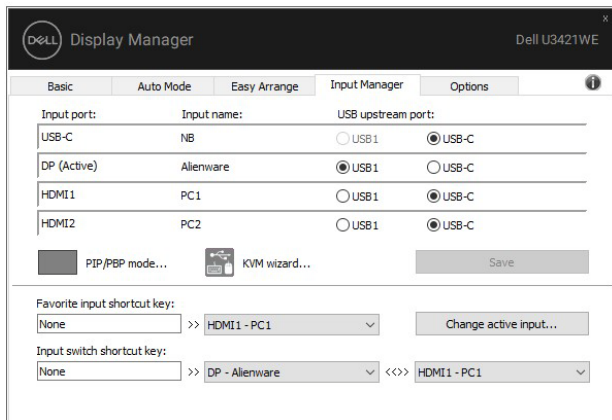 x
DELL Display Manager Dell U3421WE
Basic Auto Mode Easy Arrange Input Manager Options i
Input port: Input name: USB upstream port:
USB-C NB USB1 USB-C
DP (Active) Alienware USB1 USB-C
HDMI1 PC1 USB1 USB-C
HDMI2 PC2 USB1 USB-C
PIP/PBP mode... KVM wizard... Save
Favorite input shortcut key:
None >> HDMI1 - PC1 Change active input...
Input switch shortcut key:
None >> DP - Alienware <<>> HDMI1 - PC1